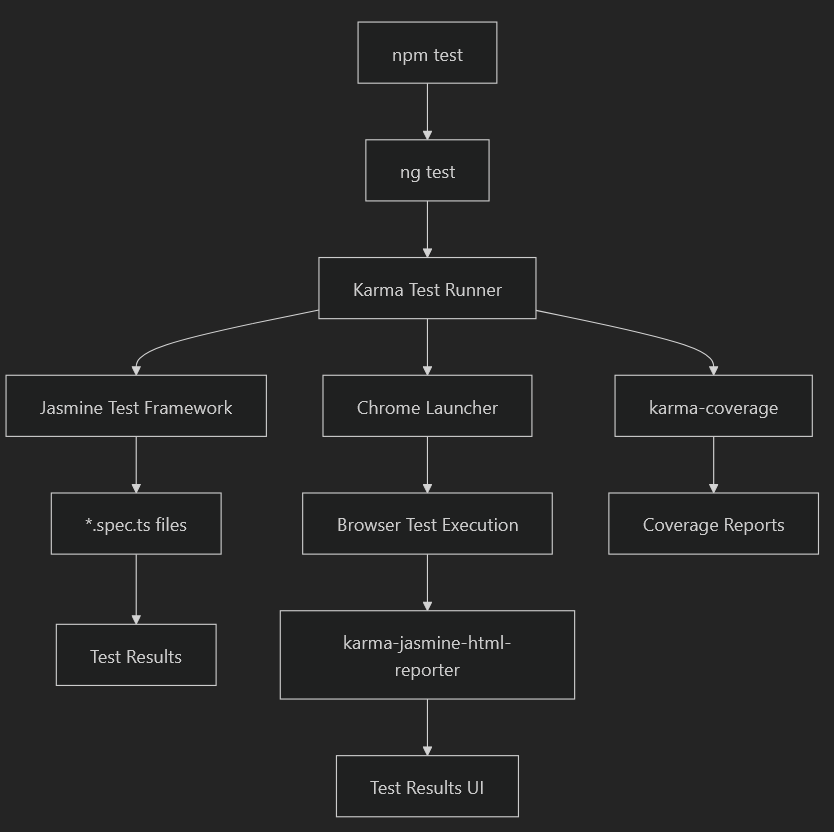 npm test
ng test
Karma Test Runner
Jasmine Test Framework
Chrome Launcher
karma-coverage
*.spec.ts files
Browser Test Execution
Coverage Reports
Test Results
karma-jasmine-html-
reporter
Test Results UI